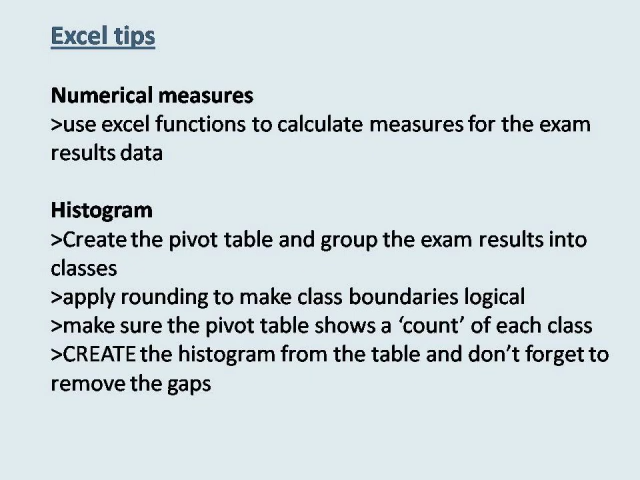 Excel tips
Numerical measures
>use excel functions to calculate measures for the exam
results data
Histogram
>Create the pivot table and group the exam results into
classes
>apply rounding to make class boundaries logical
>make sure the pivot table shows a ‘count’ of each class
>CREATE the histogram from the table and don’t forget to
remove the gaps